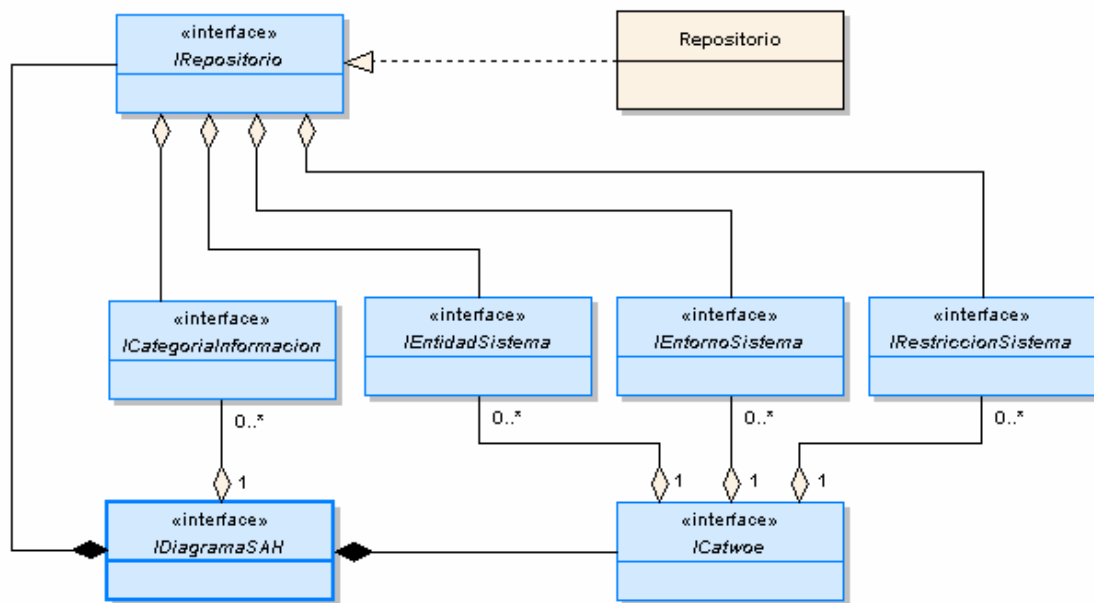 «interface»
IRepositorio
Repositorio
«interface»
ICategoriaInformacion
«interface»
IEntidadSistema
«interface»
IEntornoSistema
«interface»
IRestriccionSistema
0..*
0..*
0..*
0..*
1
1
1
1
«interface»
IDiagramaSAH
«interface»
ICatwoe